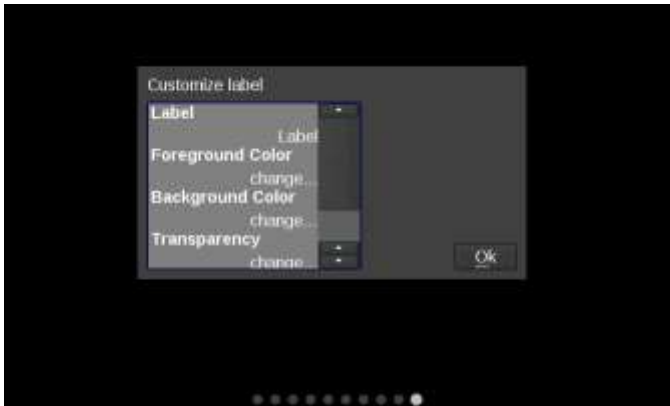 Customize label
Label
Label
Foreground Color
change...
Background Color
change...
Transparency
change...
Ok